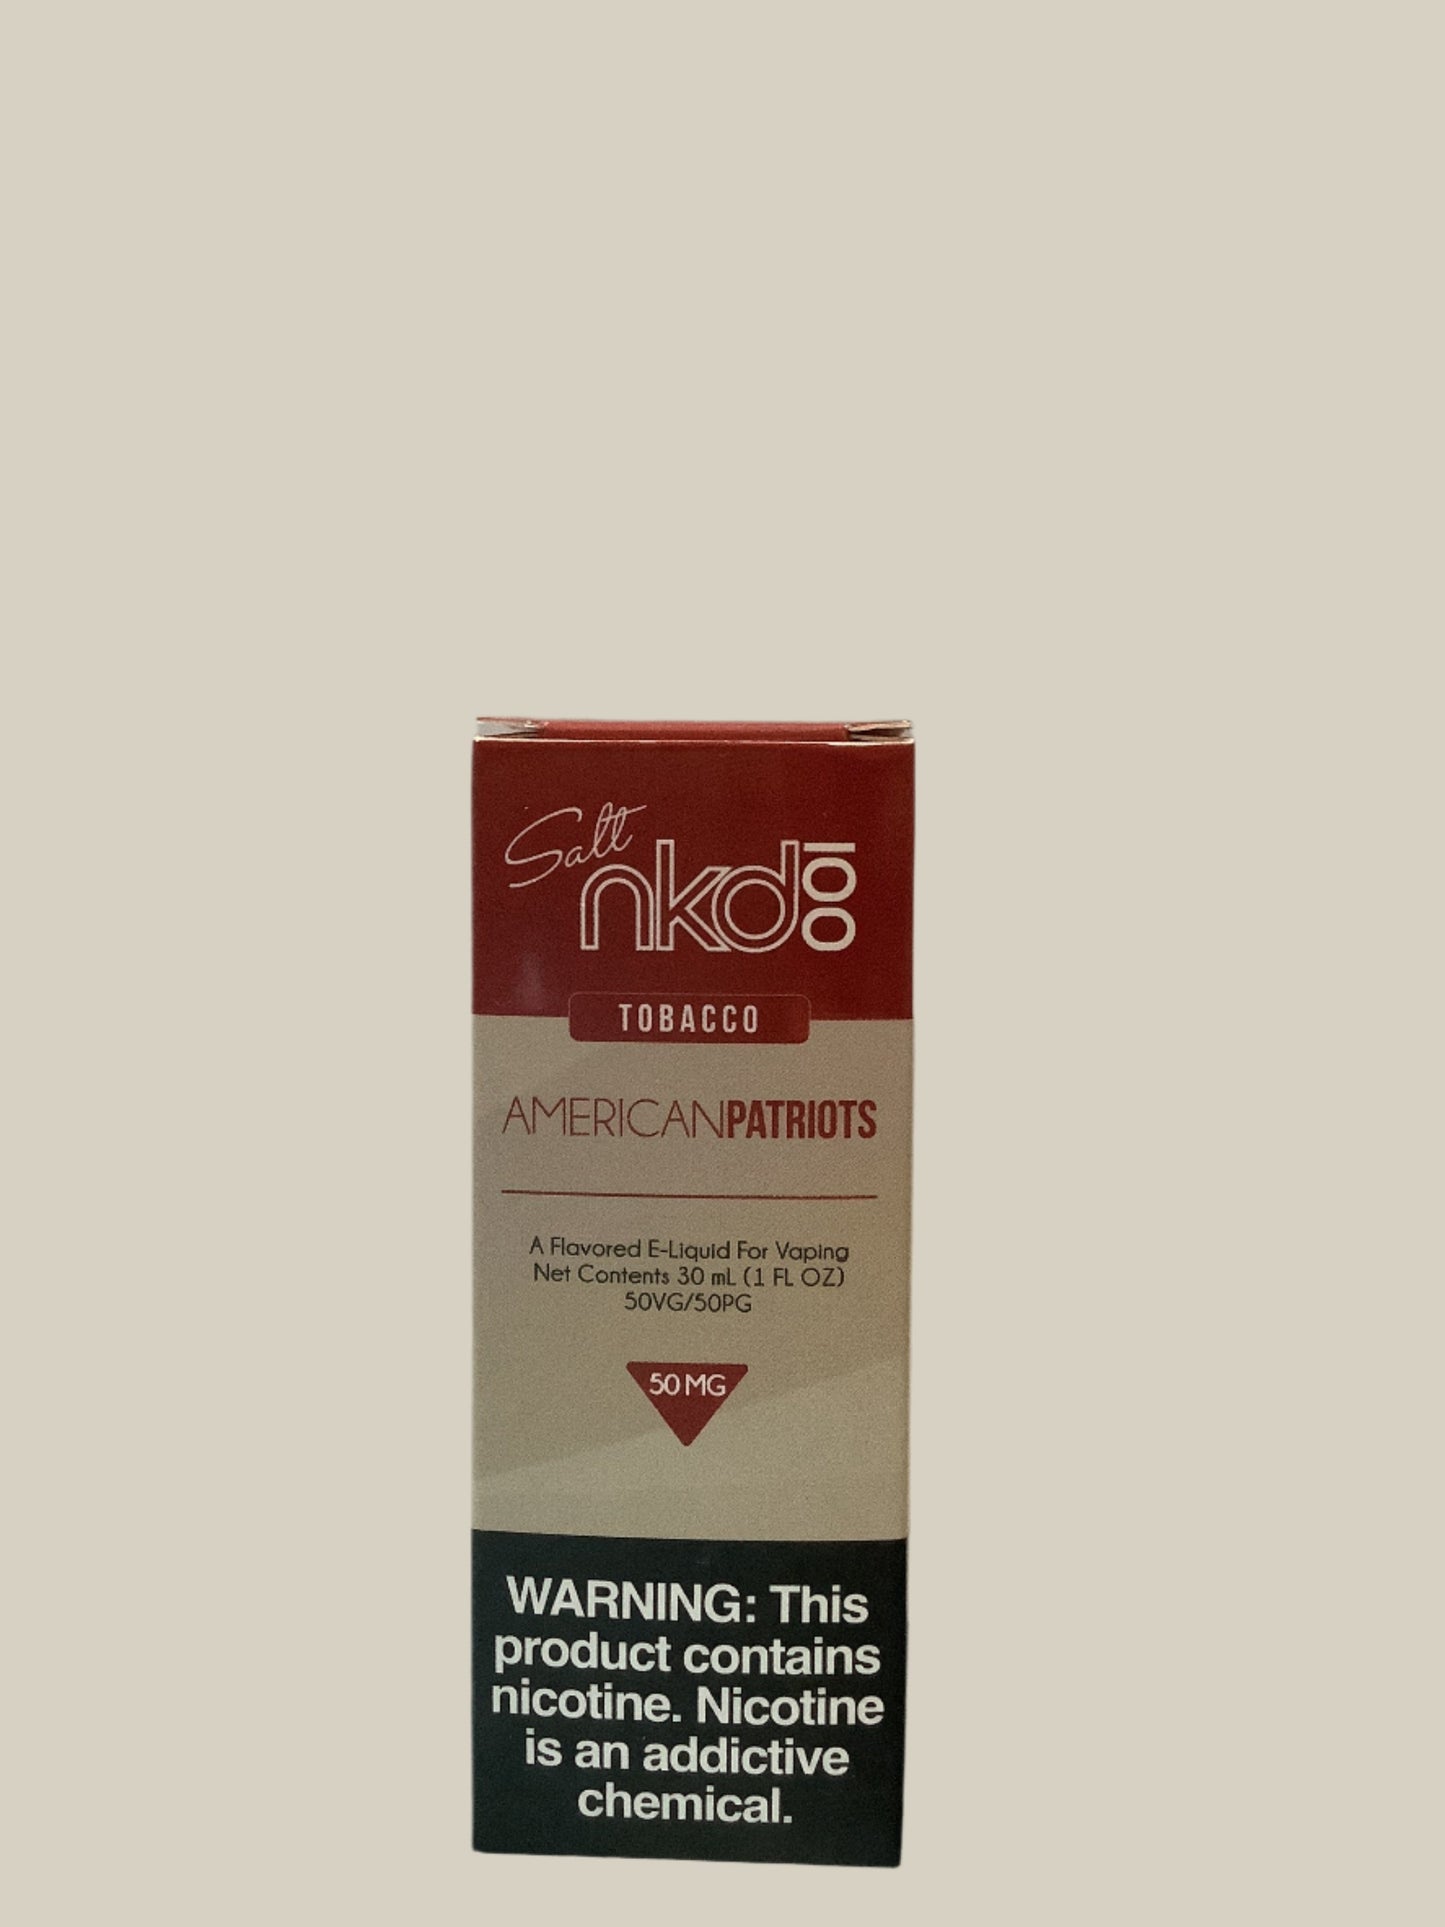 Salt
nkd 100
TOBACCO
AMERICANPATRIOTS
A Flavored E-Liquid For Vaping
Net Contents 30 mL (1 FL OZ)
50VG/50PG
50 MG
WARNING: This
product contains
nicotine. Nicotine
is an addictive
chemical.